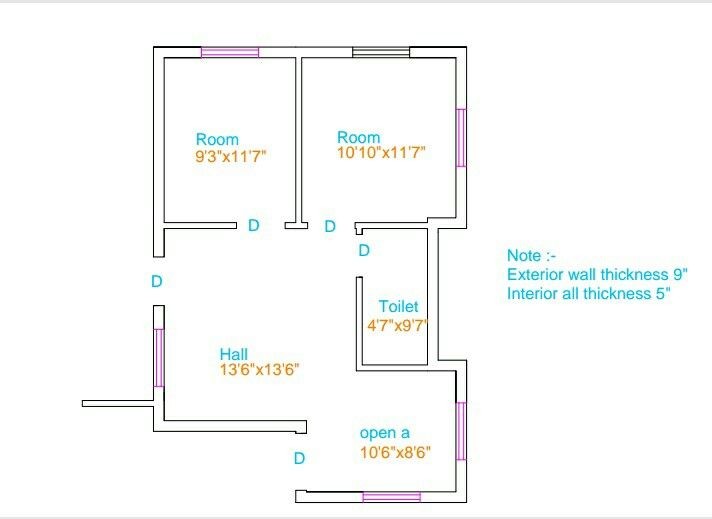 Room
9'3"x11'7"
Room
10'10"x11'7"
D
D
D
D
Note :-
Exterior wall thickness 9"
Interior all thickness 5"
Toilet
4'7"x9'7'
Hall
13'6"x13'6"
open a
10'6"x8'6"
D